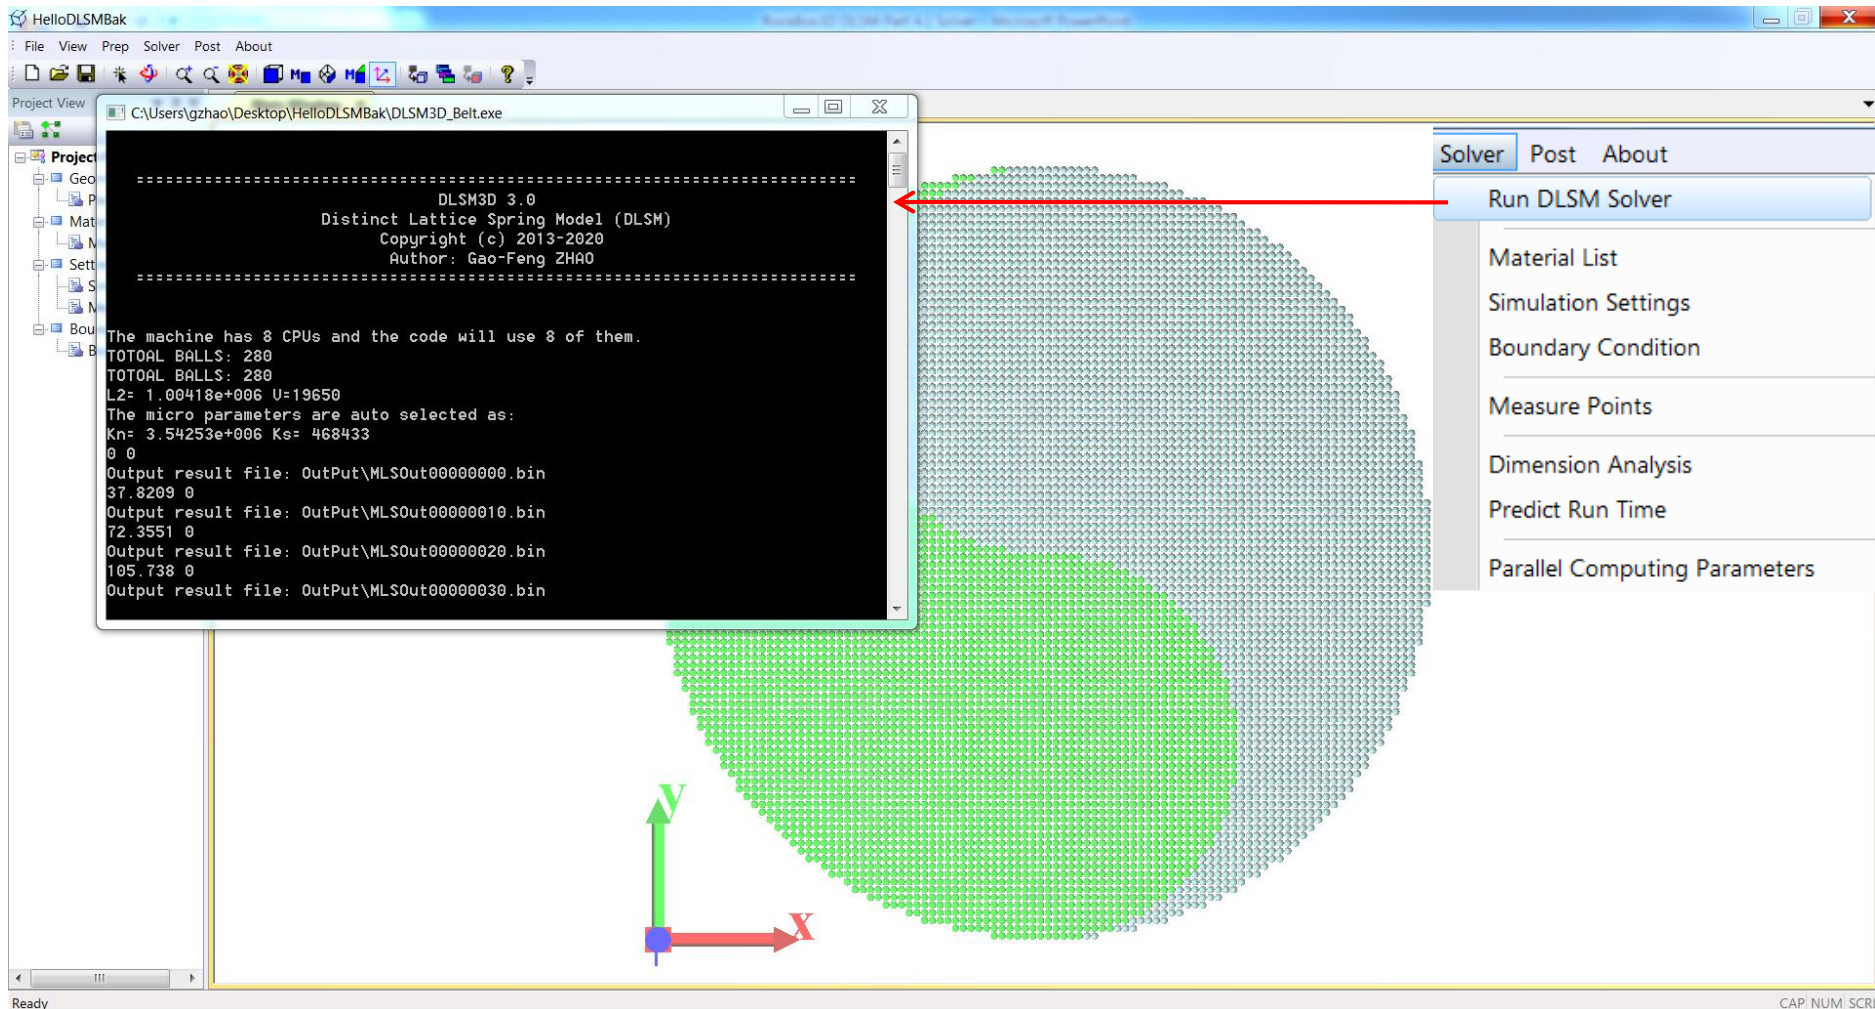 HelloDLSMBak
File View Prep Solver Post About
Project View
C:\Users\gzhao\Desktop\HelloDLSMBak\DLSM3D_Belt.exe
DLSM3D 3.0
Distinct Lattice Spring Model (DLSM)
Copyright (c) 2013-2020
Author: Gao-Feng ZHAO
The machine has 8 CPUs and the code will use 8 of them.
TOTOAL BALLS: 280
TOTOAL BALLS: 280
L2= 1.00418e+006 V=19650
The micro parameters are auto selected as:
Kn= 3.54253e+006 Ks= 468433
0 0
Output result file: OutPut\MLSOut00000000.bin
37.8209 0
Output result file: OutPut\MLSOut00000010.bin
72.3551 0
Output result file: OutPut\MLSOut00000020.bin
105.738 0
Output result file: OutPut\MLSOut00000030.bin
Project
Geo
P
Mat
M
Sett
S
M
Bou
B
Solver Post About
Run DLSM Solver
Material List
Simulation Settings
Boundary Condition
Measure Points
Dimension Analysis
Predict Run Time
Parallel Computing Parameters
y
x
Ready
CAP NUM SCRL